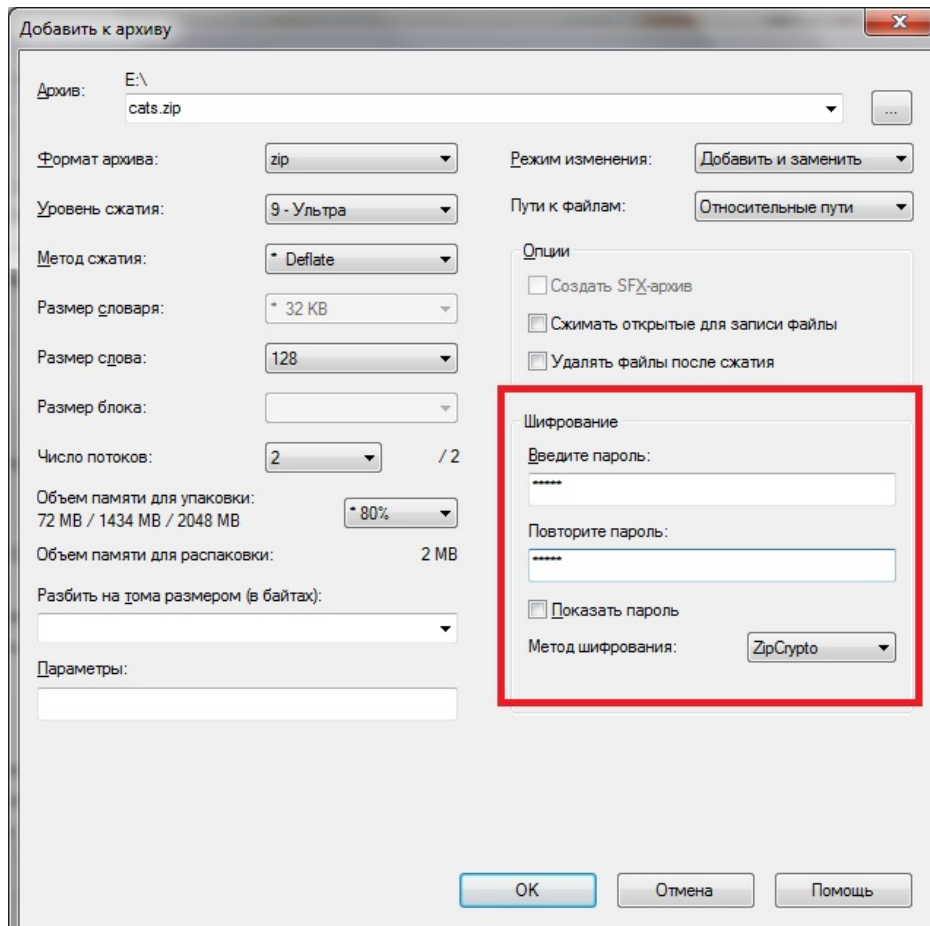 Добавить к архиву
Архив:
E:\
cats.zip
...
Формат архива:
zip
Уровень сжатия:
9 - Ультра
Метод сжатия:
* Deflate
Размер словаря:
* 32 KB
Размер слова:
128
Размер блока:
Число потоков:
2
/ 2
Объем памяти для упаковки:
72 MB / 1434 MB / 2048 MB
* 80%
Объем памяти для распаковки:
2 MB
Разбить на тома размером (в байтах):
Параметры:
Режим изменения:
Добавить и заменить
Пути к файлам:
Относительные пути
Опции
Создать SFX-архив
Сжимать открытые для записи файлы
Удалять файлы после сжатия
Шифрование
Введите пароль:
*****
Повторите пароль:
*****
Показать пароль
Метод шифрования:
ZipCrypto
OK
Отмена
Помощь